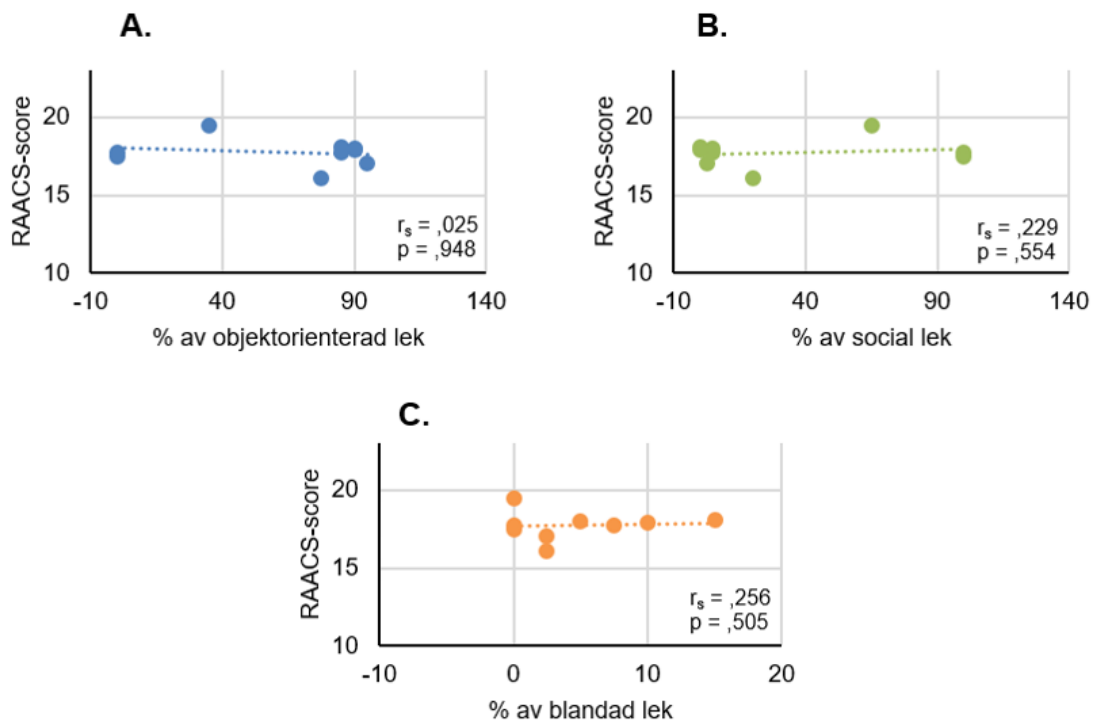 A.
RAACS-score
20
15
10
-10 40 90 140
% av objektorienterad lek
rs = ,025
p = ,948
B.
RAACS-score
20
15
10
-10 40 90 140
% av social lek
rs = ,229
p = ,554
C.
RAACS-score
20
15
10
-10 0 10 20
% av blandad lek
rs = ,256
p = ,505